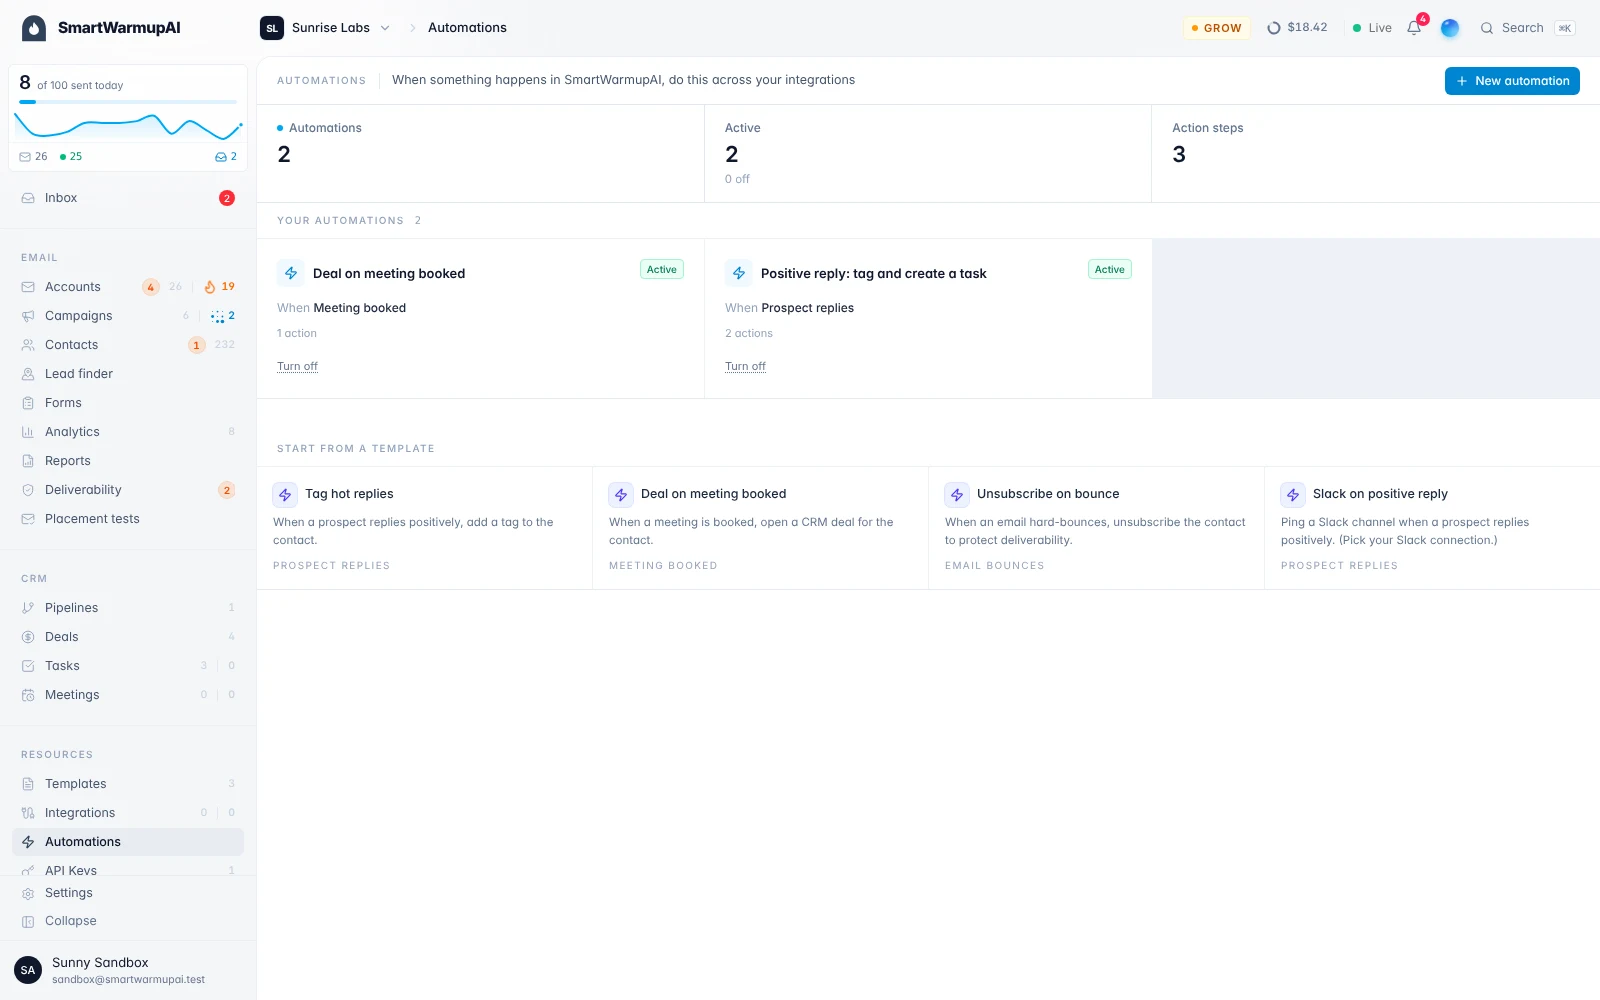 SmartWarmupAI
SL Sunrise Labs
Automations
GROW
$18.42
Live
4
Search
⌘K
8 of 100 sent today
26 25 2
Inbox 2
EMAIL
Accounts 4 26 19
Campaigns 6 2
Contacts 1 232
Lead finder
Forms
Analytics 8
Reports
Deliverability 2
Placement tests
CRM
Pipelines 1
Deals 4
Tasks 3 0
Meetings 0 0
RESOURCES
Templates 3
Integrations 0 0
Automations
API Keys 1
Settings
Collapse
SA
Sunny Sandbox
sandbox@smartwarmupai.test
AUTOMATIONS
When something happens in SmartWarmupAI, do this across your integrations
+ New automation
Automations
2
Active
2
0 off
Action steps
3
YOUR AUTOMATIONS 2
Deal on meeting booked
Active
When Meeting booked
1 action
Turn off
Positive reply: tag and create a task
Active
When Prospect replies
2 actions
Turn off
START FROM A TEMPLATE
Tag hot replies
When a prospect replies positively, add a tag to the
contact.
PROSPECT REPLIES
Deal on meeting booked
When a meeting is booked, open a CRM deal for the
contact.
MEETING BOOKED
Unsubscribe on bounce
When an email hard-bounces, unsubscribe the contact
to protect deliverability.
EMAIL BOUNCES
Slack on positive reply
Ping a Slack channel when a prospect replies
positively. (Pick your Slack connection.)
PROSPECT REPLIES